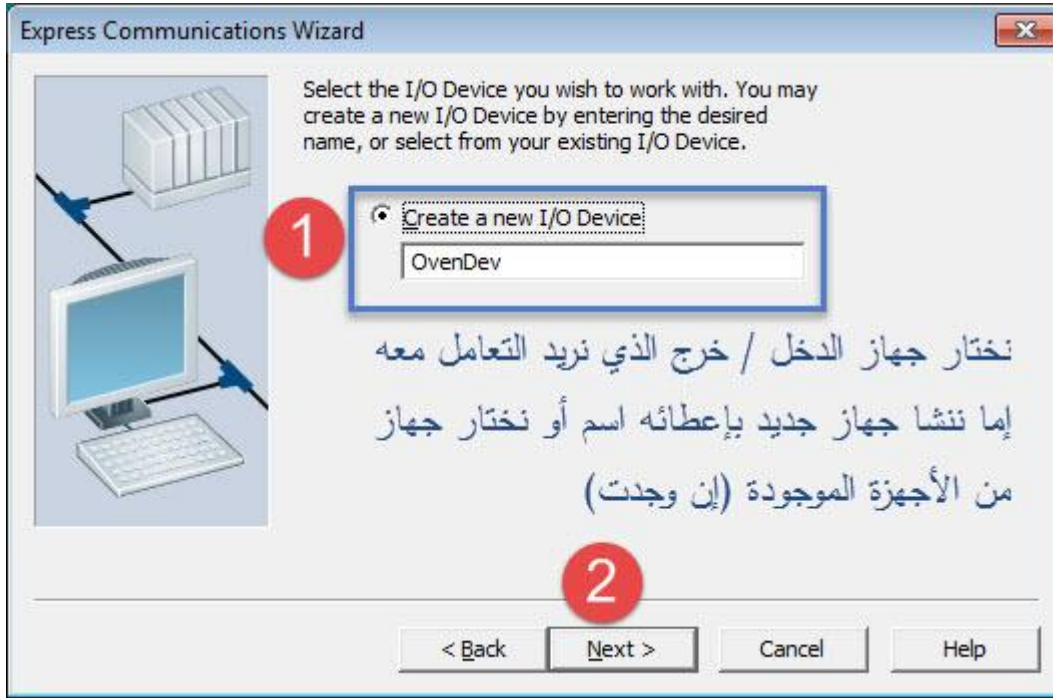 Express Communications Wizard
Select the I/O Device you wish to work with. You may
create a new I/O Device by entering the desired
name, or select from your existing I/O Device.
1
Create a new I/O Device
OvenDev
نختار جهاز الدخل / خرج الذي نريد التعامل معه
إما ننشا جهاز جديد بإعطائه اسم أو نختار جهاز
من الأجهزة الموجودة (إن وجدت)
2
< Back Next > Cancel Help